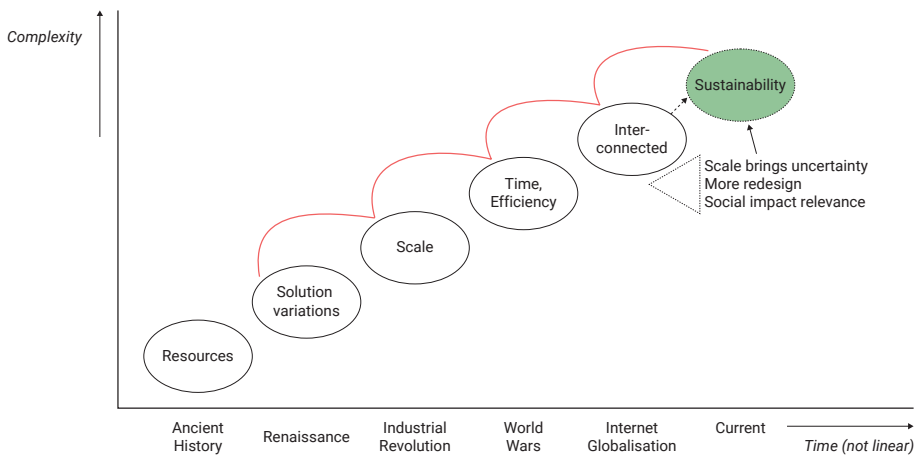 Complexity
Sustainability
Inter-
connected
Scale brings uncertainty
More redesign
Social impact relevance
Time,
Efficiency
Scale
Solution
variations
Resources
Ancient
History
Renaissance
Industrial
Revolution
World
Wars
Internet
Globalisation
Current
Time (not linear)